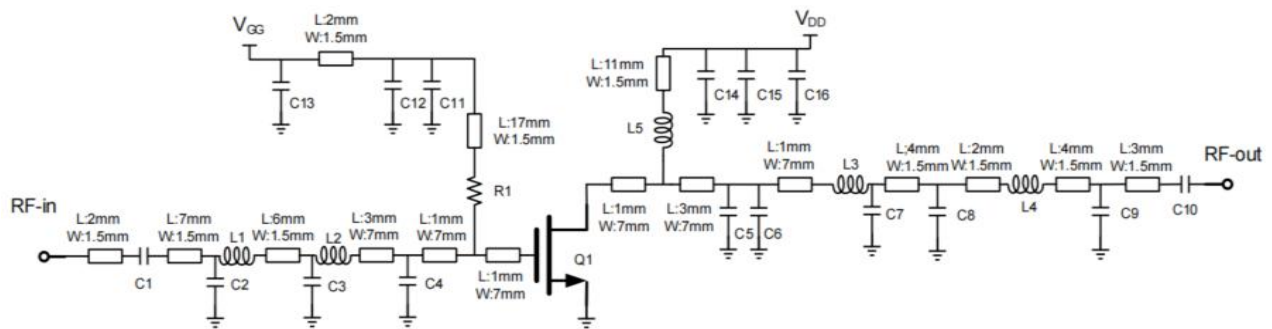 V_GG
L:2mm
W:1.5mm
C13
C12
C11
L:17mm
W:1.5mm
R1
RF-in
L:2mm
W:1.5mm
C1
L:7mm
W:1.5mm
C2
L1
L:6mm
W:1.5mm
C3
L2
L:3mm
W:7mm
C4
L:1mm
W:7mm
L:1mm
W:7mm
Q1
V_DD
L:11mm
W:1.5mm
C14
C15
C16
L5
L:1mm
W:7mm
L:3mm
W:7mm
C5
C6
L:1mm
W:7mm
L3
C7
L;4mm
W:1.5mm
C8
L:2mm
W:1.5mm
L4
L:4mm
W:1.5mm
C9
L:3mm
W:1.5mm
C10
RF-out